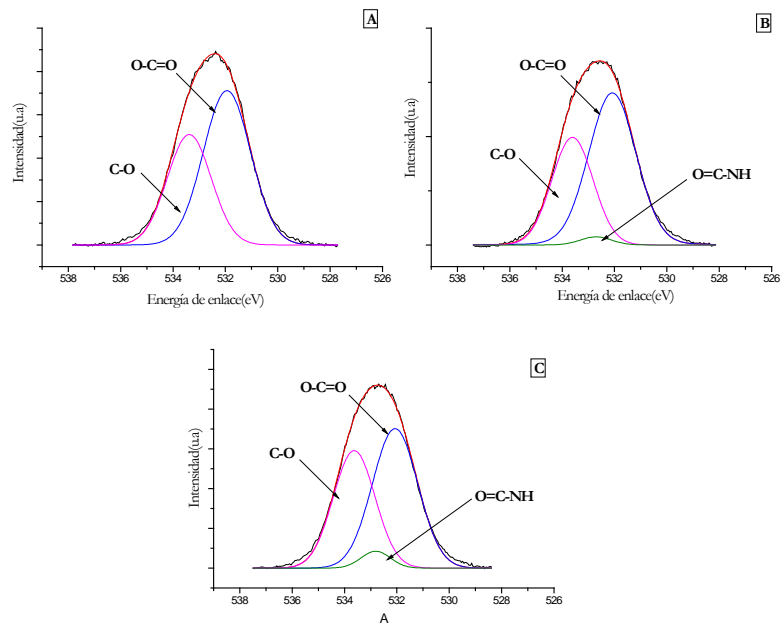 A
O-C=O
C-O
Intensidad(u.a)
538 536 534 532 530 528 526
Energía de enlace(eV)
B
O-C=O
C-O
O=C-NH
Intensidad(u.a)
538 536 534 532 530 528 526
Energía de enlace(eV)
C
O-C=O
C-O
O=C-NH
Intensidad(u.a)
538 536 534 532 530 528 526
A